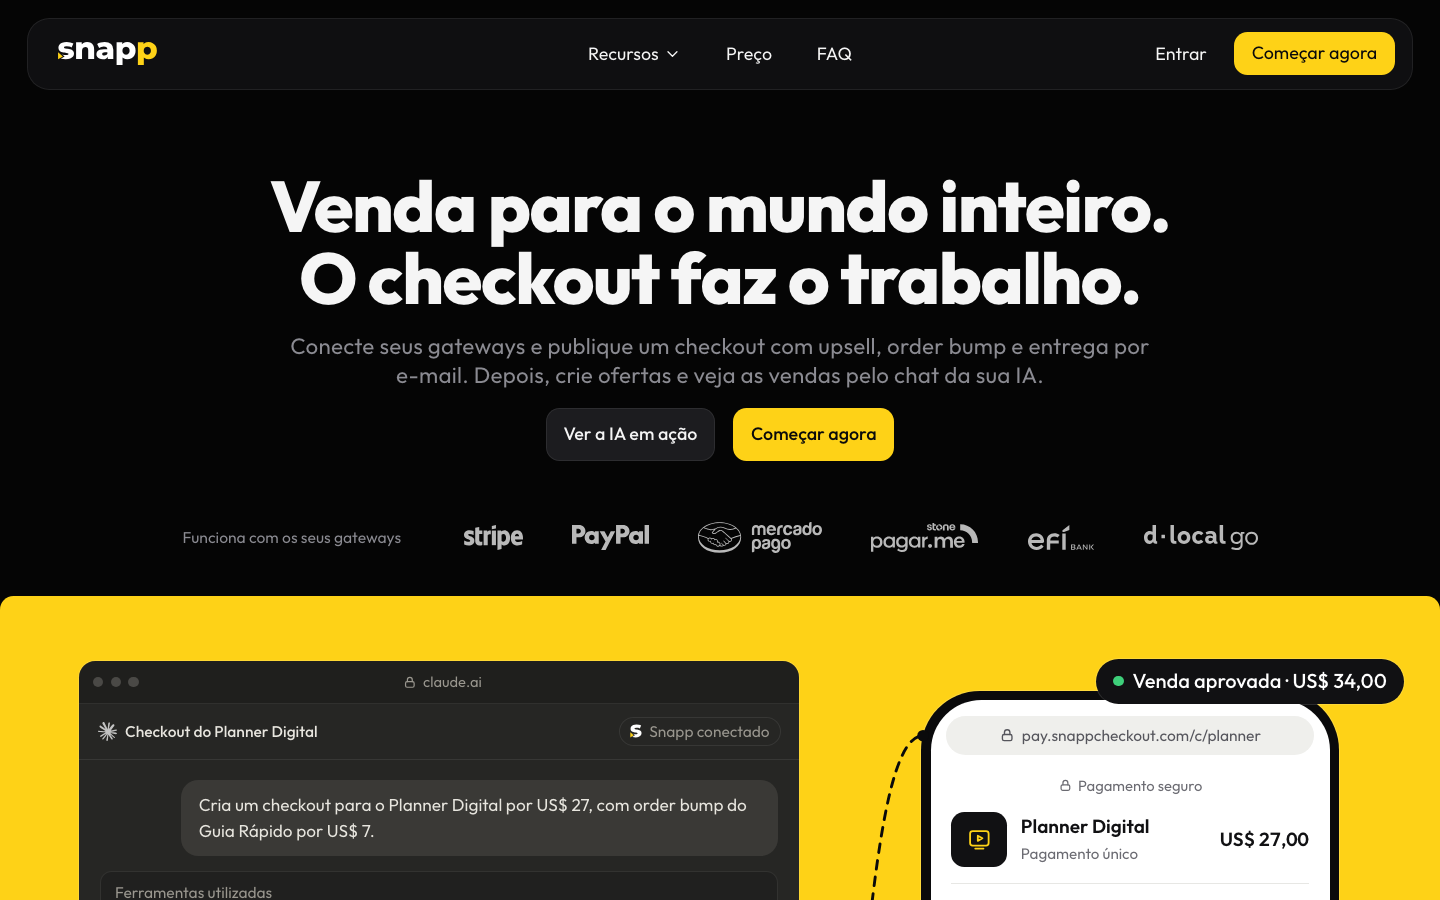 snapp
Recursos
Preço
FAQ
Entrar
Começar agora
Venda para o mundo inteiro.
O checkout faz o trabalho.
Conecte seus gateways e publique um checkout com upsell, order bump e entrega por
e-mail. Depois, crie ofertas e veja as vendas pelo chat da sua IA.
Ver a IA em ação
Começar agora
Funciona com os seus gateways
stripe
PayPal
mercado
pago
stone
pagar.me
efí BANK
d·local go
claude.ai
Checkout do Planner Digital
S Snapp conectado
Cria um checkout para o Planner Digital por US$ 27, com order bump do
Guia Rápido por US$ 7.
Ferramentas utilizadas
Venda aprovada · US$ 34,00
pay.snappcheckout.com/c/planner
Pagamento seguro
Planner Digital
Pagamento único
US$ 27,00